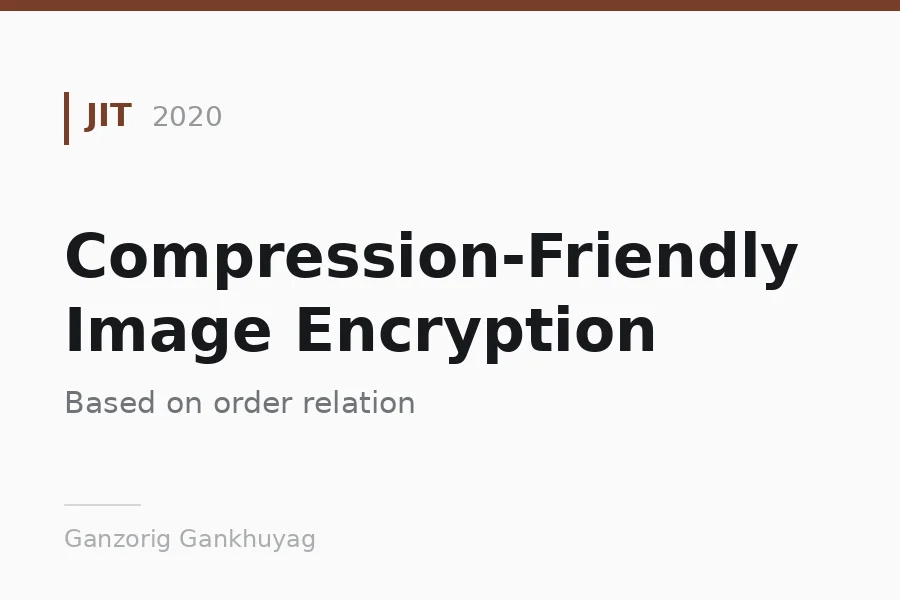 JIT 2020
Compression-Friendly
Image Encryption
Based on order relation
Ganzorig Gankhuyag